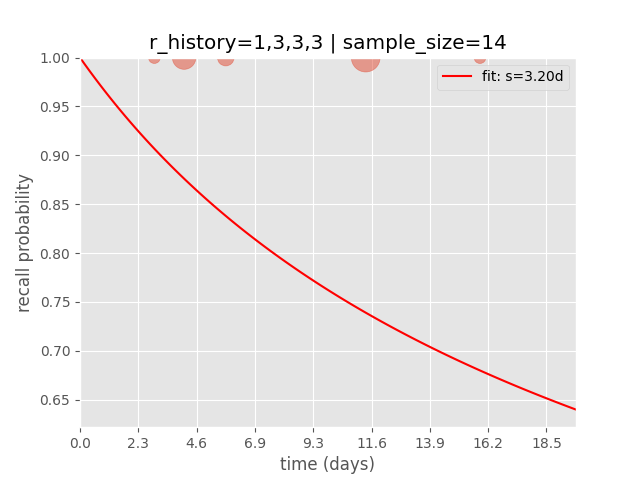 r_history=1,3,3,3 | sample_size=14
fit: s=3.20d
1.00
0.95
0.90
0.85
0.80
0.75
0.70
0.65
recall probability
0.0 2.3 4.6 6.9 9.3 11.6 13.9 16.2 18.5
time (days)